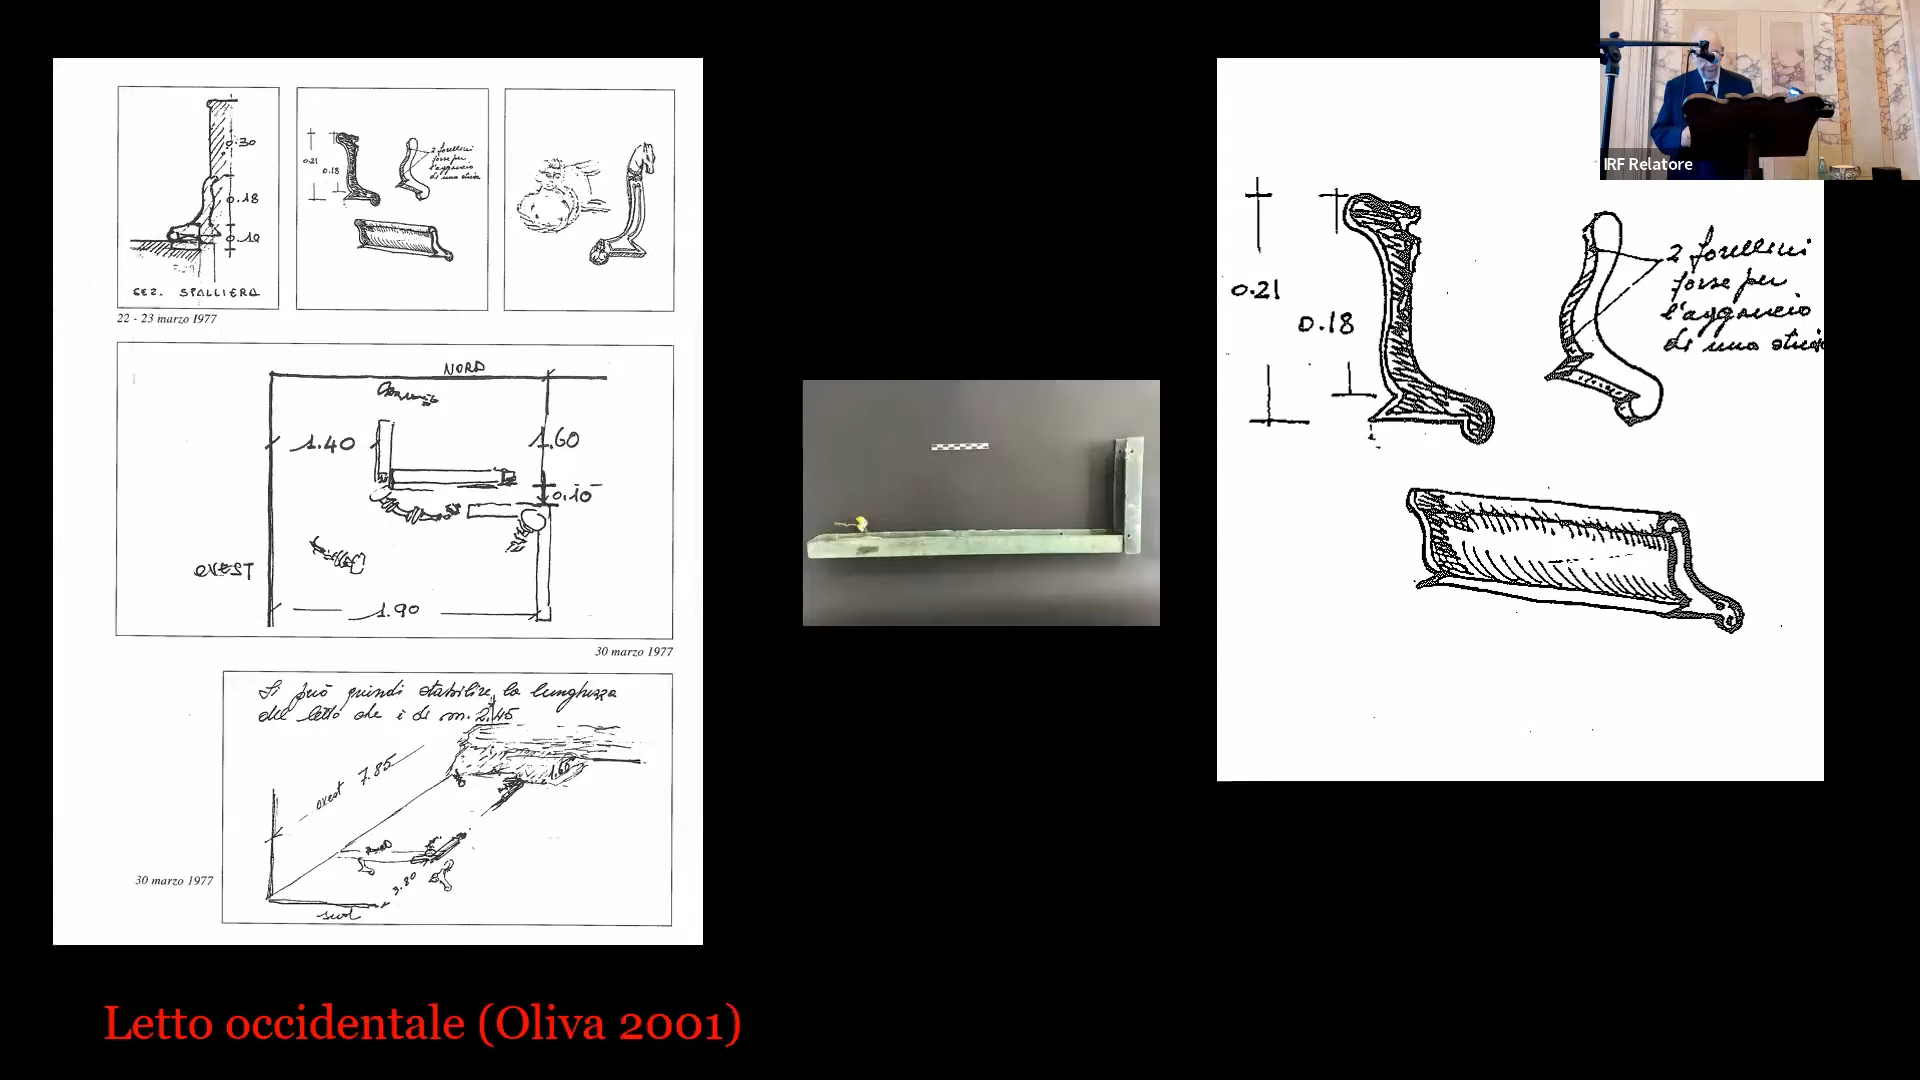 IRF Relatore
0.30
0.18
0.10
SEZ. SPALLIERA
22 - 23 marzo 1977
0.21
0.18
2 forellini
forse per
l'aggancio
di una
NORD
1.40
1.60
0.10
OVEST
1.90
30 marzo 1977
Si può quindi stabilire la lunghezza
del letto che è di m. 2.45
ovest 7.85
1.60
3.80
sud
30 marzo 1977
0.21
0.18
2 forellini
forse per
l'aggancio
di una
Letto occidentale (Oliva 2001)